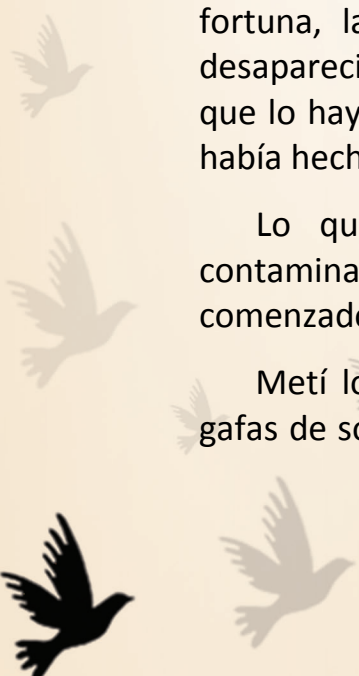 fortuna, la
desapareci
que lo hay
había hech
Lo qu
contamina
comenzado
Metí lo
gafas de so